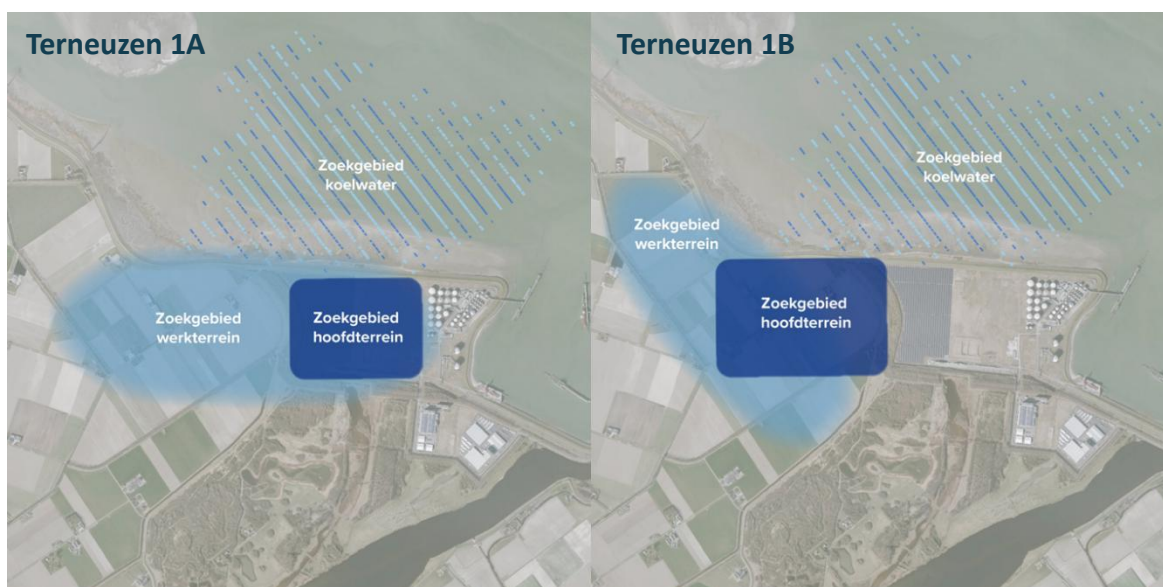 Terneuzen 1A
Zoekgebied
koelwater
Zoekgebied
werkterrein
Zoekgebied
hoofdterrein
Terneuzen 1B
Zoekgebied
koelwater
Zoekgebied
werkterrein
Zoekgebied
hoofdterrein